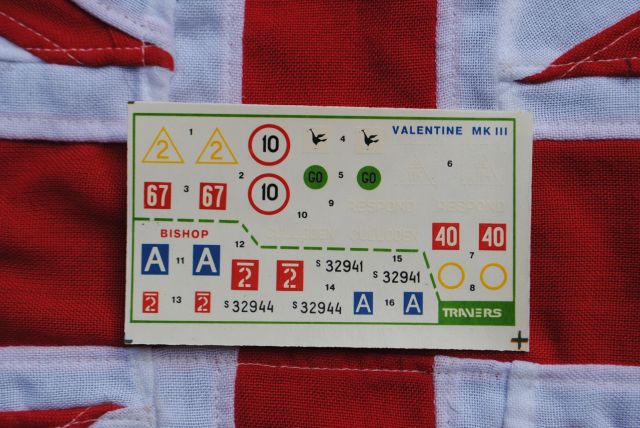 1 4 VALENTINE MK III
2 2 10
GO 5 GO 6
2 10
67 3 67 9
RESPOND RESPOND
10
40 40
BISHOP 12 7
A 11 A 2 2 S 32941 15
S 32941 8
14
2 13 2 S 32944 S 32944 A 16 A
TRAVERS